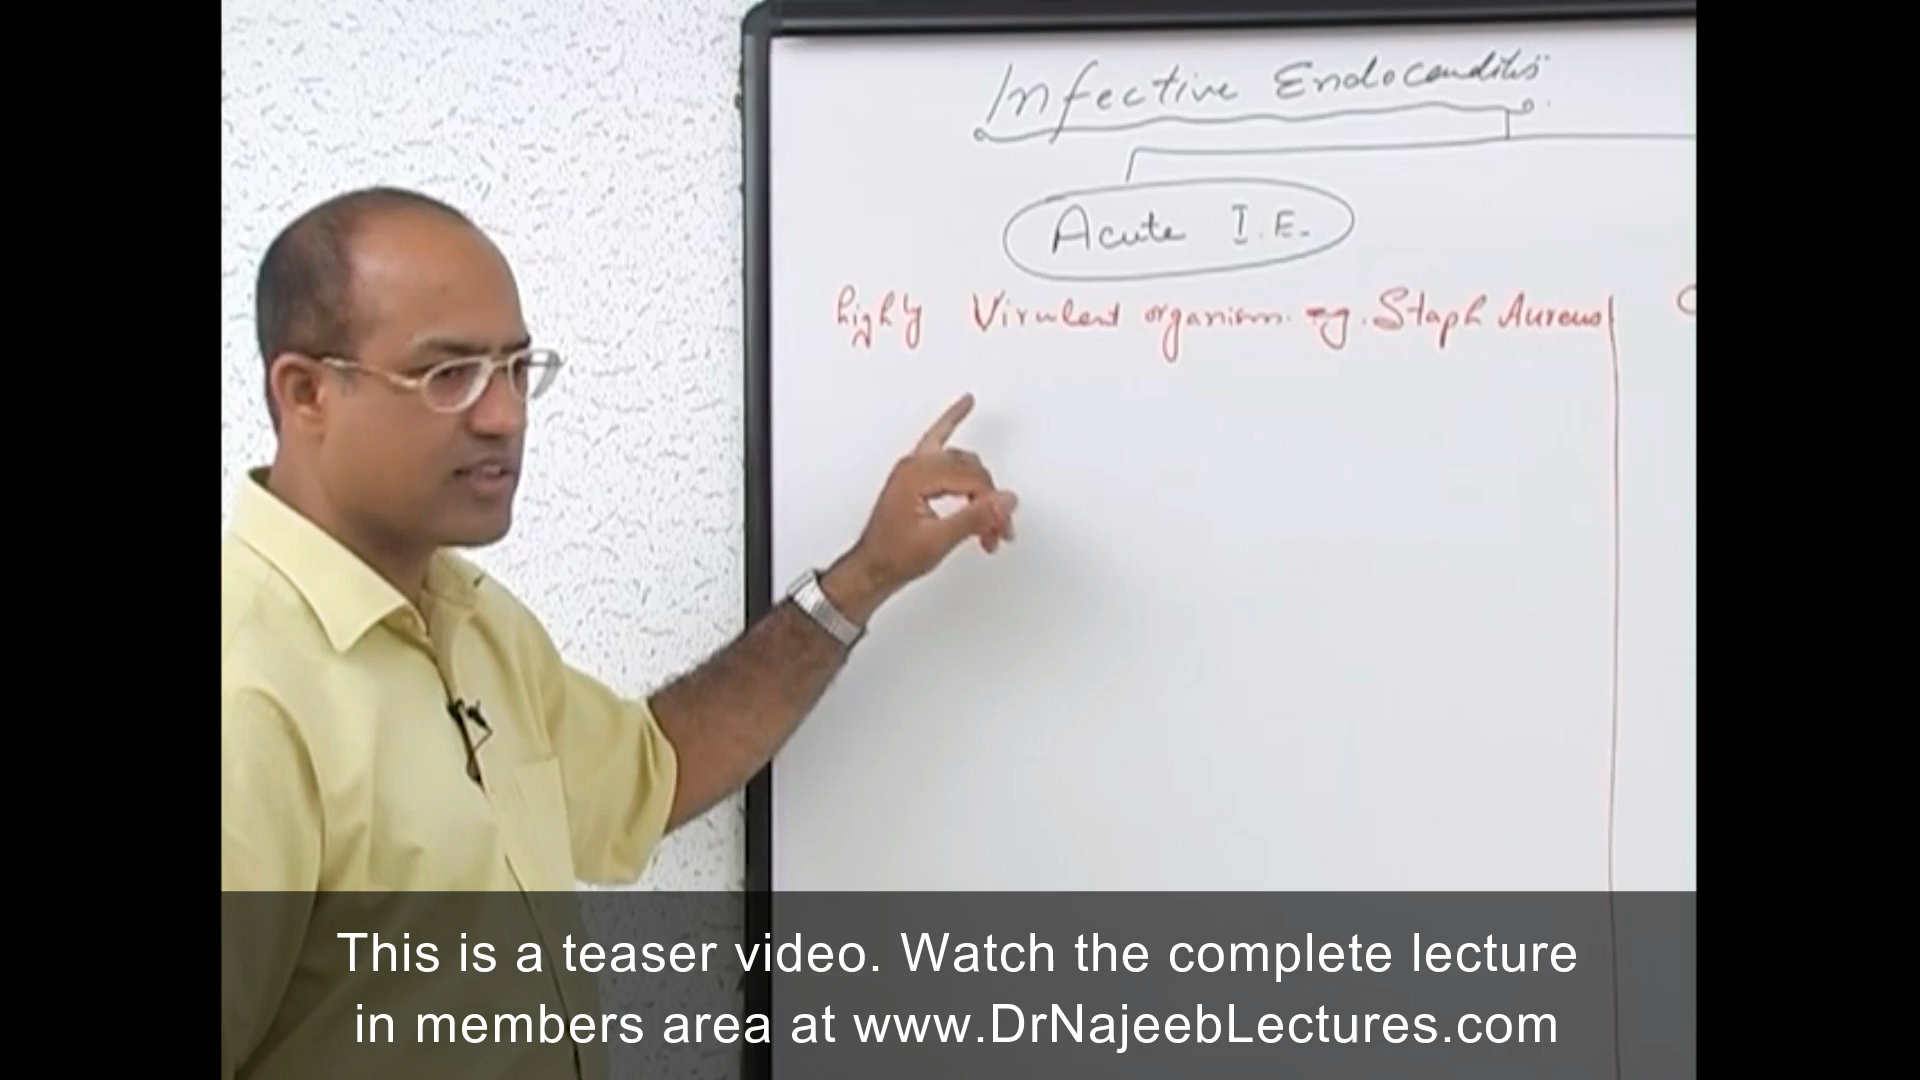 Infective Endocarditis
Acute I.E.
highly Virulent organism. eg. Staph Aureus
This is a teaser video. Watch the complete lecture
in members area at www.DrNajeebLectures.com